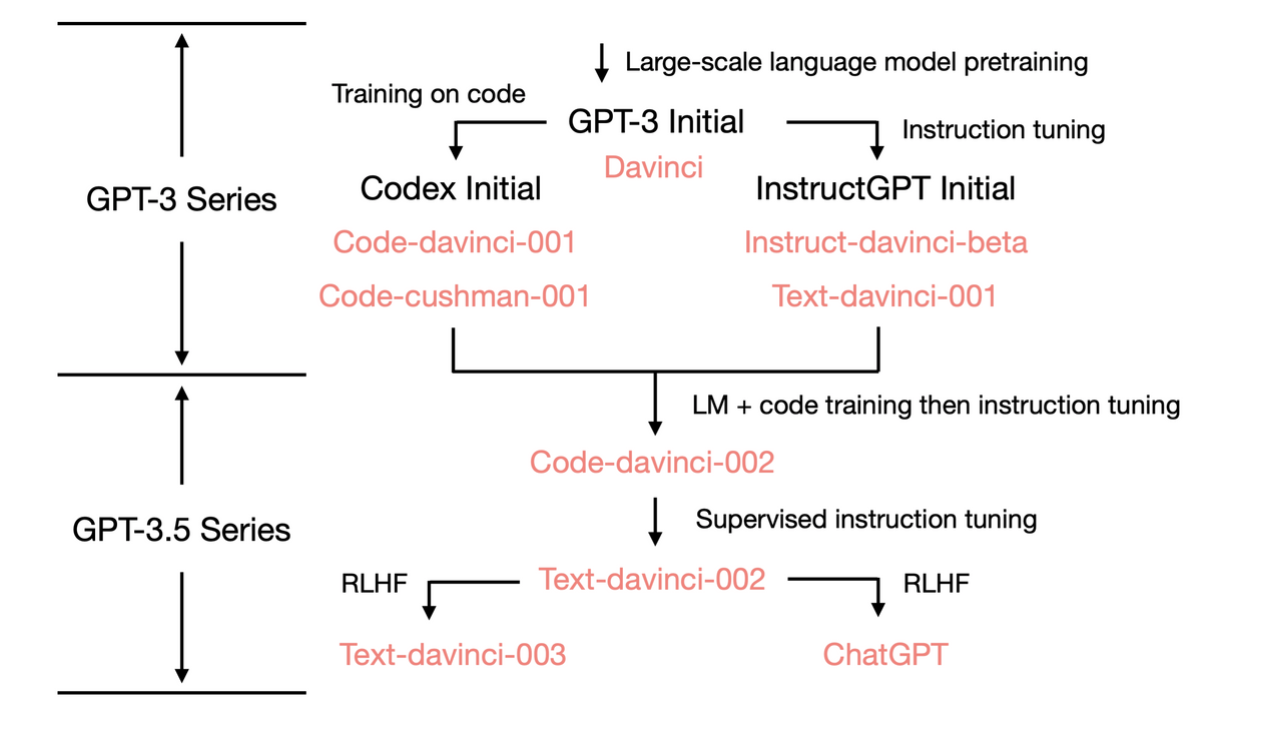 Large-scale language model pretraining
Training on code
GPT-3 Initial
Instruction tuning
Davinci
GPT-3 Series
Codex Initial
InstructGPT Initial
Code-davinci-001
Instruct-davinci-beta
Code-cushman-001
Text-davinci-001
LM + code training then instruction tuning
Code-davinci-002
GPT-3.5 Series
Supervised instruction tuning
RLHF
Text-davinci-002
RLHF
Text-davinci-003
ChatGPT